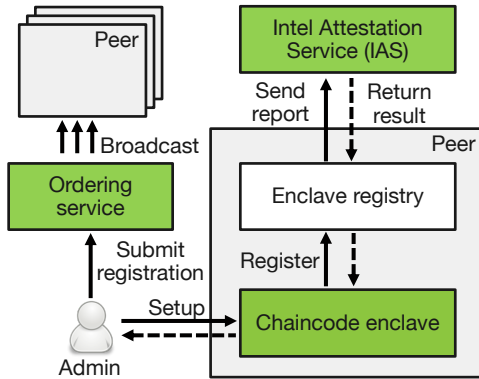 Peer
Intel Attestation
Service (IAS)
Send
report
Return
result
Broadcast
Peer
Ordering
service
Enclave registry
Submit
registration
Register
Setup
Chaincode enclave
Admin